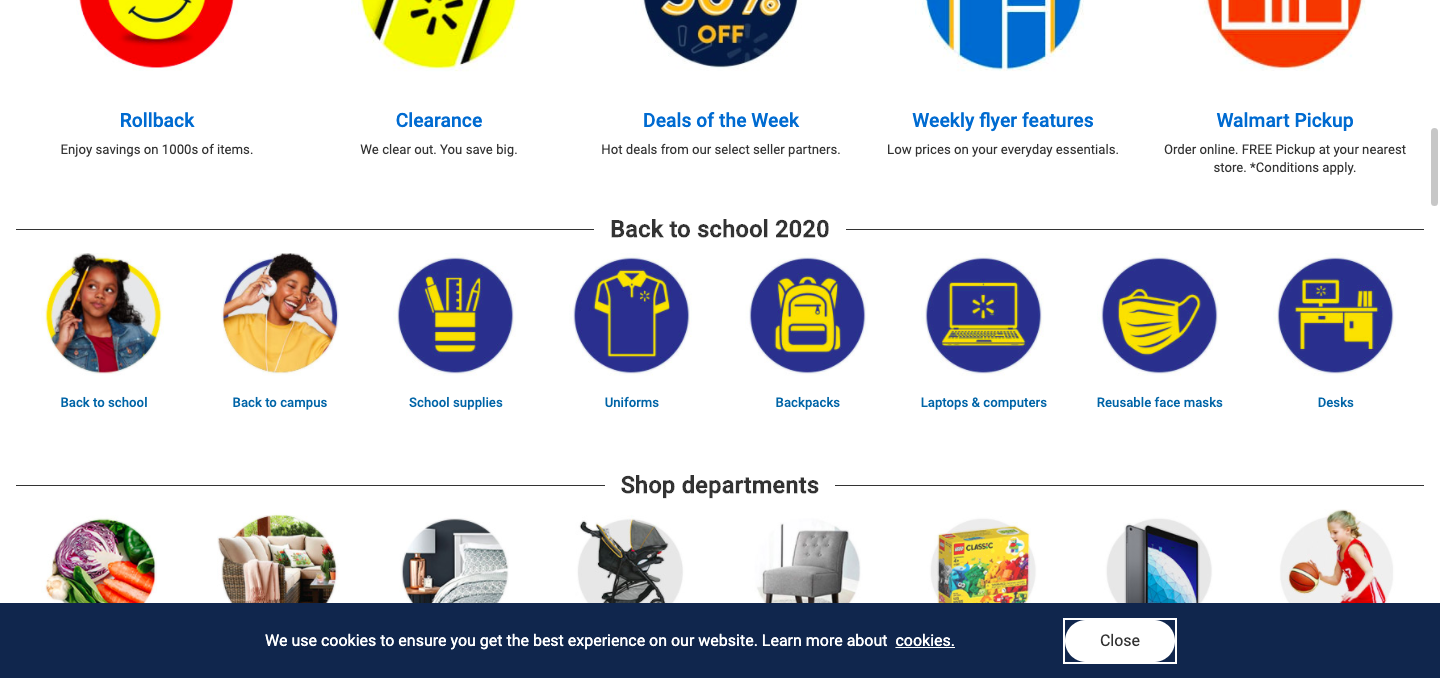 OFF
Rollback
Clearance
Deals of the Week
Weekly flyer features
Walmart Pickup
Enjoy savings on 1000s of items.
We clear out. You save big.
Hot deals from our select seller partners.
Low prices on your everyday essentials.
Order online. FREE Pickup at your nearest
store. *Conditions apply.
Back to school 2020
Back to school
Back to campus
School supplies
Uniforms
Backpacks
Laptops & computers
Reusable face masks
Desks
Shop departments
LEGO CLASSIC
We use cookies to ensure you get the best experience on our website. Learn more about cookies.
Close